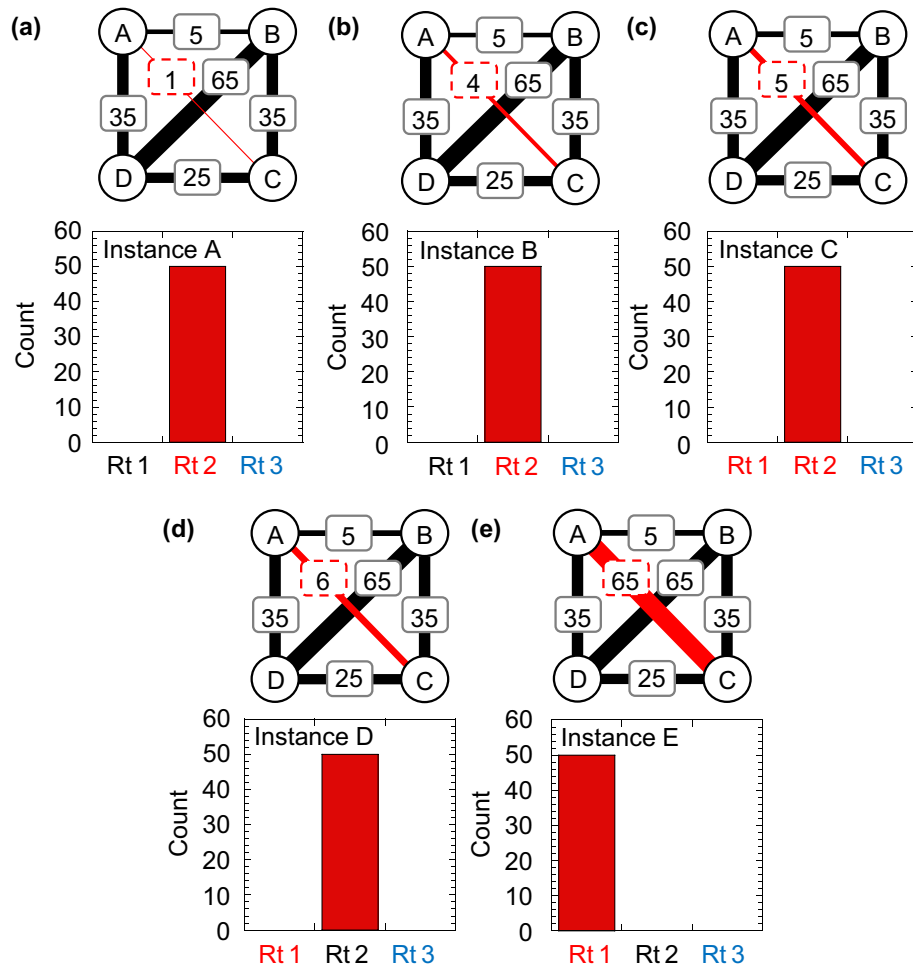 (a)
A 5 B
1 65
35 35
D 25 C
(b)
A 5 B
4 65
35 35
D 25 C
(c)
A 5 B
5 65
35 35
D 25 C
60
50
40
30
20
10
0
Count
Instance A
Rt 1 Rt 2 Rt 3
60
50
40
30
20
10
0
Count
Instance B
Rt 1 Rt 2 Rt 3
60
50
40
30
20
10
0
Count
Instance C
Rt 1 Rt 2 Rt 3
(d)
A 5 B
6 65
35 35
D 25 C
(e)
A 5 B
65 65
35 35
D 25 C
60
50
40
30
20
10
0
Count
Instance D
Rt 1 Rt 2 Rt 3
60
50
40
30
20
10
0
Count
Instance E
Rt 1 Rt 2 Rt 3